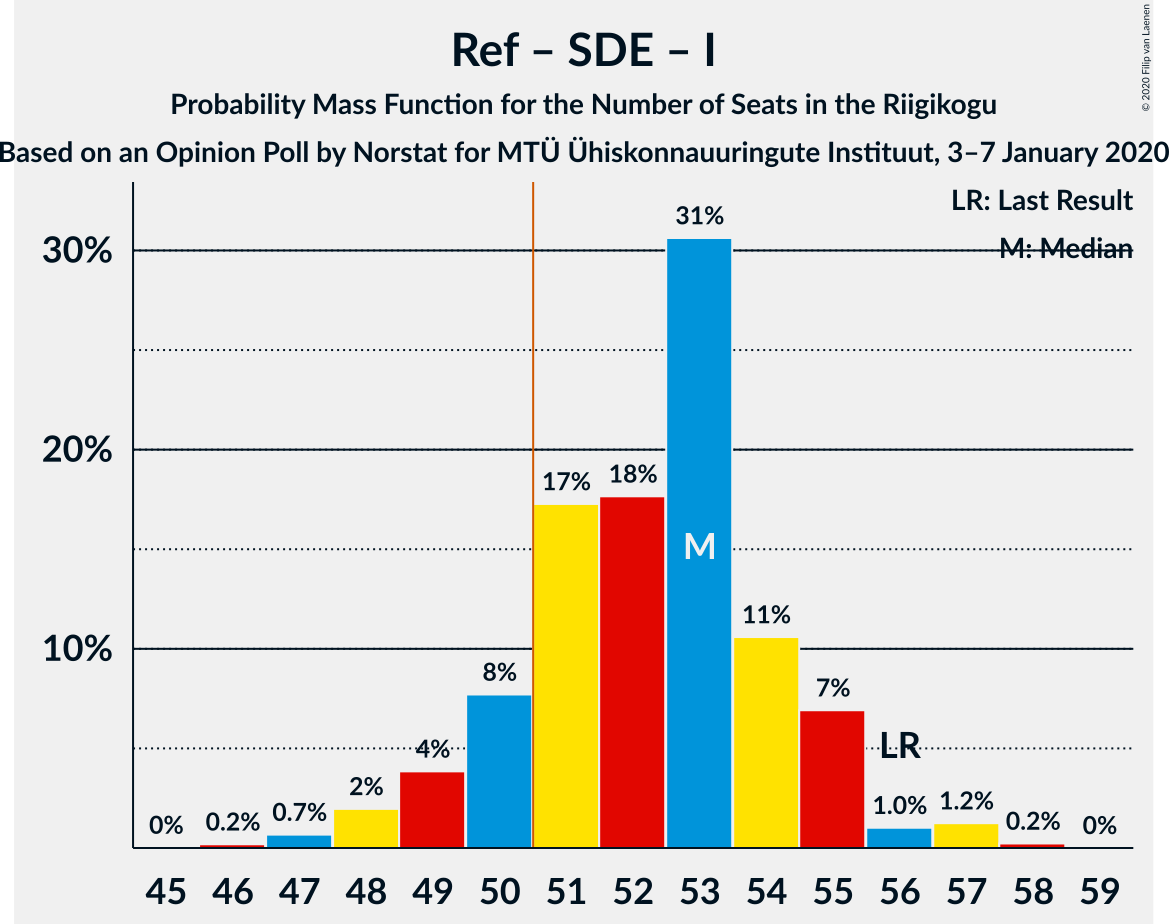 Ref – SDE – I
Probability Mass Function for the Number of Seats in the Riigikogu
Based on an Opinion Poll by Norstat for MTÜ Ühiskonnauuringute Instituut, 3–7 January 2020
© 2020 Filip van Laenen
LR: Last Result
M: Median
30%
20%
10%
0%
0.2%
0.7%
2%
4%
8%
17%
18%
31%
M
11%
7%
LR
1.0%
1.2%
0.2%
0%
45 46 47 48 49 50 51 52 53 54 55 56 57 58 59